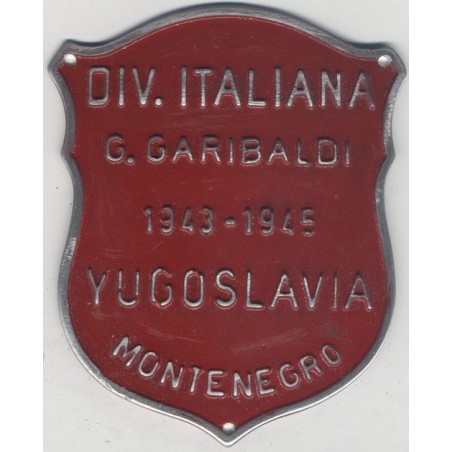 DIV. ITALIANA
G. GARIBALDI
1943-1945
YUGOSLAVIA
MONTENEGRO